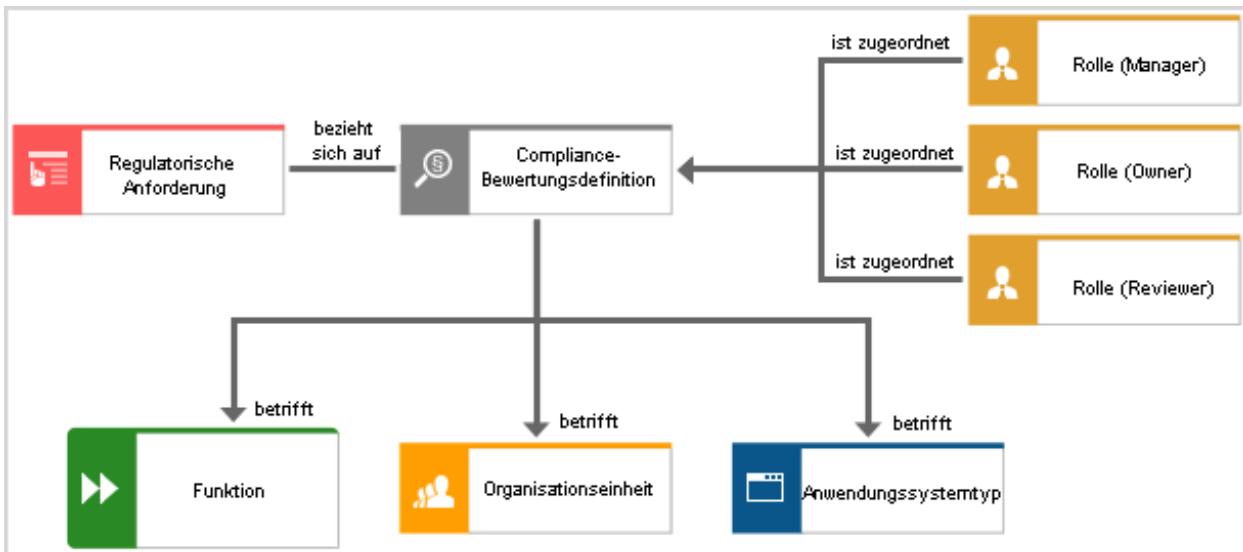 ist zugeordnet
Rolle (Manager)
bezieht
sich auf
Regulatorische
Anforderung
Compliance-
Bewertungsdefinition
ist zugeordnet
Rolle (Owner)
ist zugeordnet
Rolle (Reviewer)
betrifft
betrifft
betrifft
Funktion
Organisationseinheit
Anwendungssystemtyp